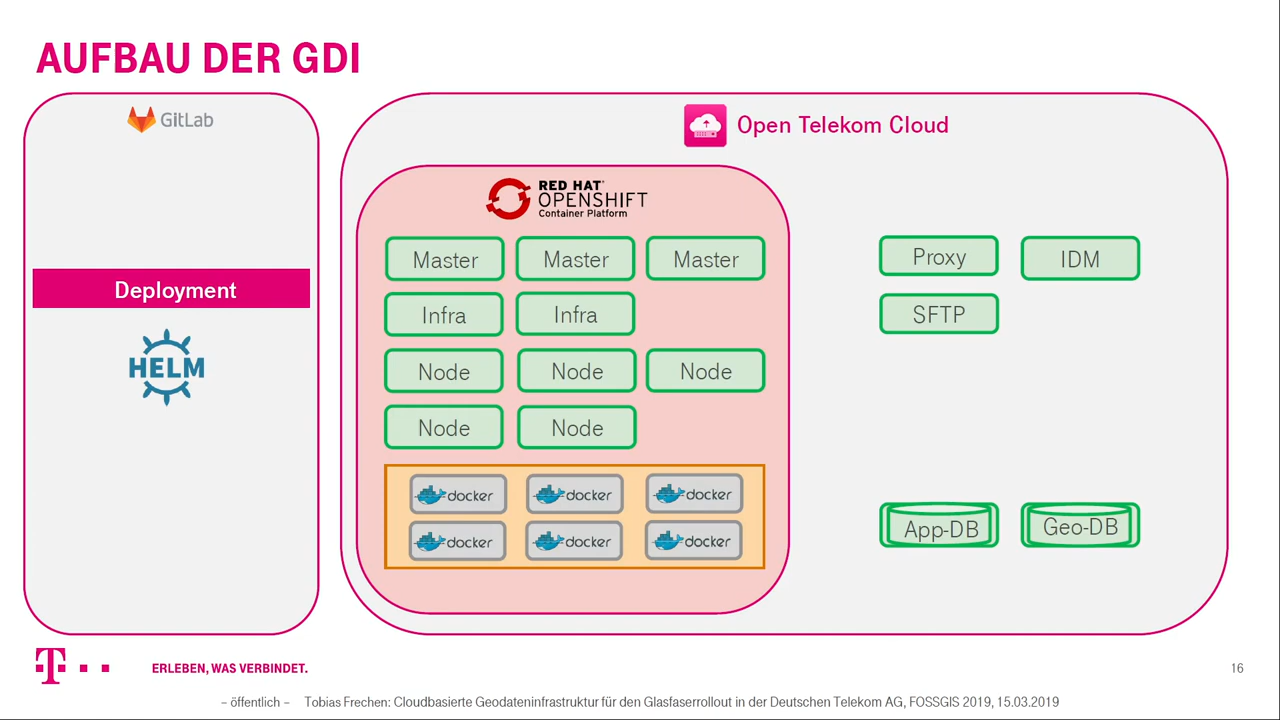 AUFBAU DER GDI
GitLab
Deployment
HELM
Open Telekom Cloud
RED HAT®
OPENSHIFT
Container Platform
Master Master Master
Infra Infra
Node Node Node
Node Node
docker docker docker
docker docker docker
Proxy IDM
SFTP
App-DB Geo-DB
T
ERLEBEN, WAS VERBINDET.
16
– öffentlich – Tobias Frechen: Cloudbasierte Geodateninfrastruktur für den Glasfaserrollout in der Deutschen Telekom AG, FOSSGIS 2019, 15.03.2019